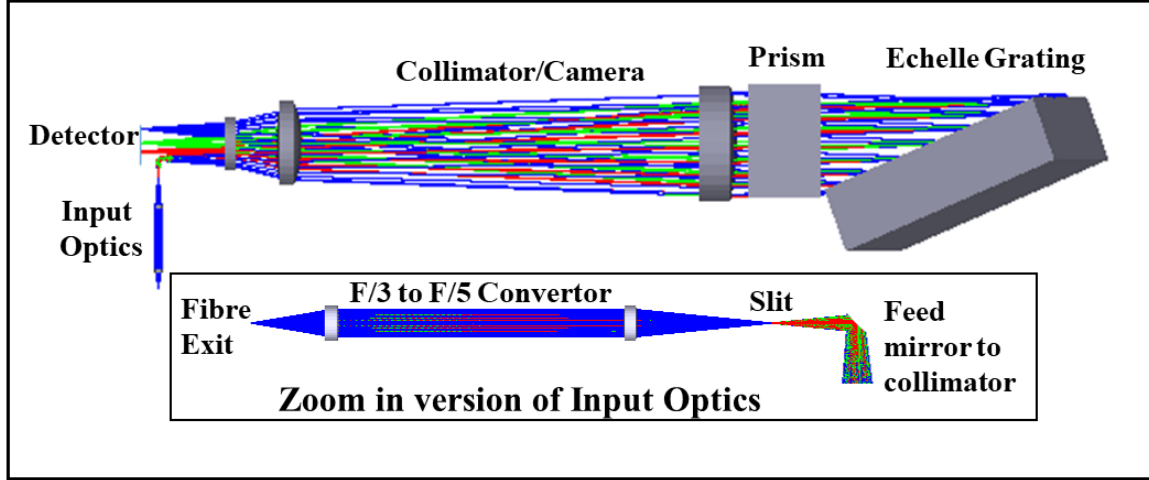 Prism
Echelle Grating
Collimator/Camera
Detector
Input
Optics
F/3 to F/5 Convertor
Slit
Fibre
Exit
Feed
mirror to
collimator
Zoom in version of Input Optics